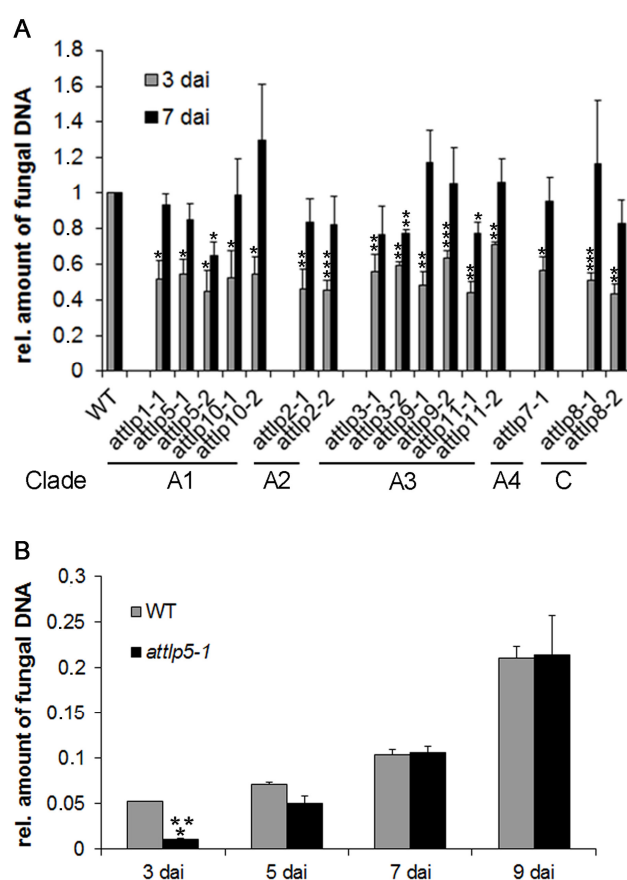 A
rel. amount of fungal DNA
1.8
1.6
1.4
1.2
1
0.8
0.6
0.4
0.2
0
3 dai
7 dai
* * * * * * * ** *** ** ** ** ** *** ** * ** * *** **
WT
attlp1-1
attlp5-1
attlp5-2
attlp10-1
attlp10-2
attlp2-1
attlp2-2
attlp3-1
attlp3-2
attlp9-1
attlp9-2
attlp11-1
attlp11-2
attlp7-1
attlp8-1
attlp8-2
Clade A1 A2 A3 A4 C
B
rel. amount of fungal DNA
0.3
0.25
0.2
0.15
0.1
0.05
0
WT
attlp5-1
**
*
3 dai 5 dai 7 dai 9 dai